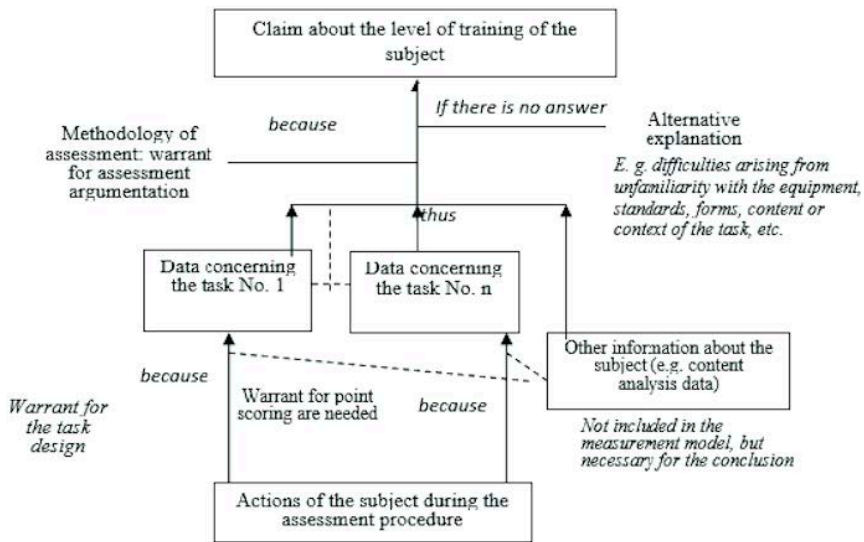 Claim about the level of training of the
subject
because
If there is no answer
Methodology of
assessment: warrant
for assessment
argumentation
Alternative
explanation
E. g. difficulties arising from
unfamiliarity with the equipment,
standards, forms, content or
context of the task, etc.
thus
Data concerning
the task No. 1
Data concerning
the task No. n
Other information about the
subject (e.g. content
analysis data)
because
Warrant for point
scoring are needed
because
Warrant for
the task
design
Not included in the
measurement model, but
necessary for the conclusion
Actions of the subject during the
assessment procedure